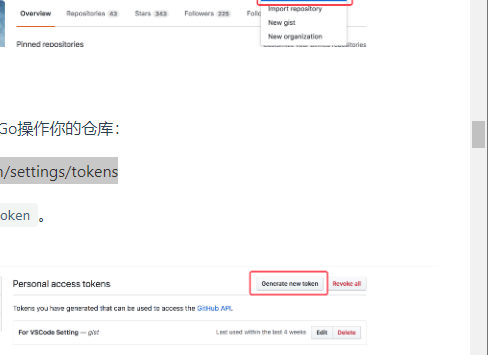 Import repository
Overview Repositories 63 Stars 343 Followers 225
New gist
New organization
Pinned repositories
Go操作你的仓库：
/settings/tokens
oken 。
Personal access tokens Generate new token Revoke all
Tokens you have generated that can be used to access the GitHub API.
For VSCode Setting — gist Last used within the last 4 weeks Edit Delete